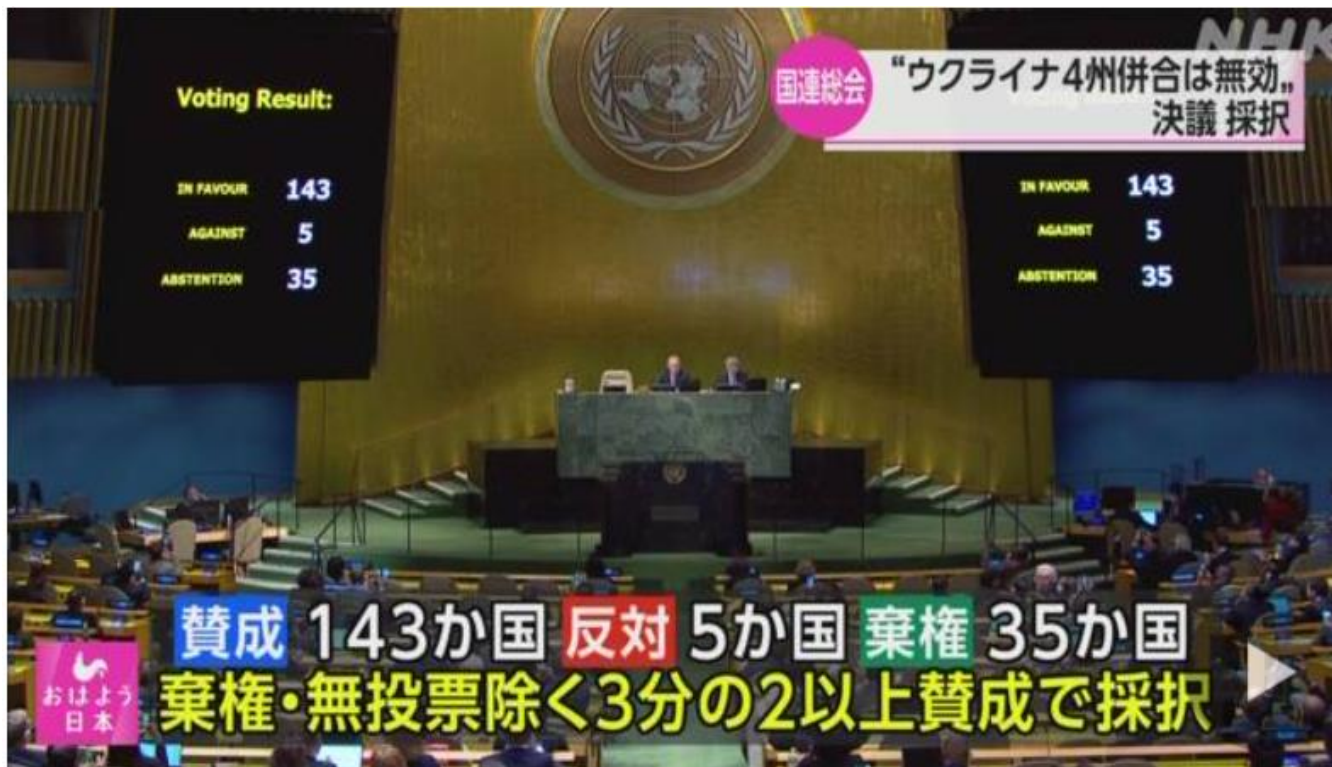 NHK
国連総会
“ウクライナ4州併合は無効„
決議 採択
Voting Result:
IN FAVOUR 143
AGAINST 5
ABSTENTION 35
IN FAVOUR 143
AGAINST 5
ABSTENTION 35
賛成 143か国 反対 5か国 棄権 35か国
棄権・無投票除く3分の2以上賛成で採択
おはよう
日本